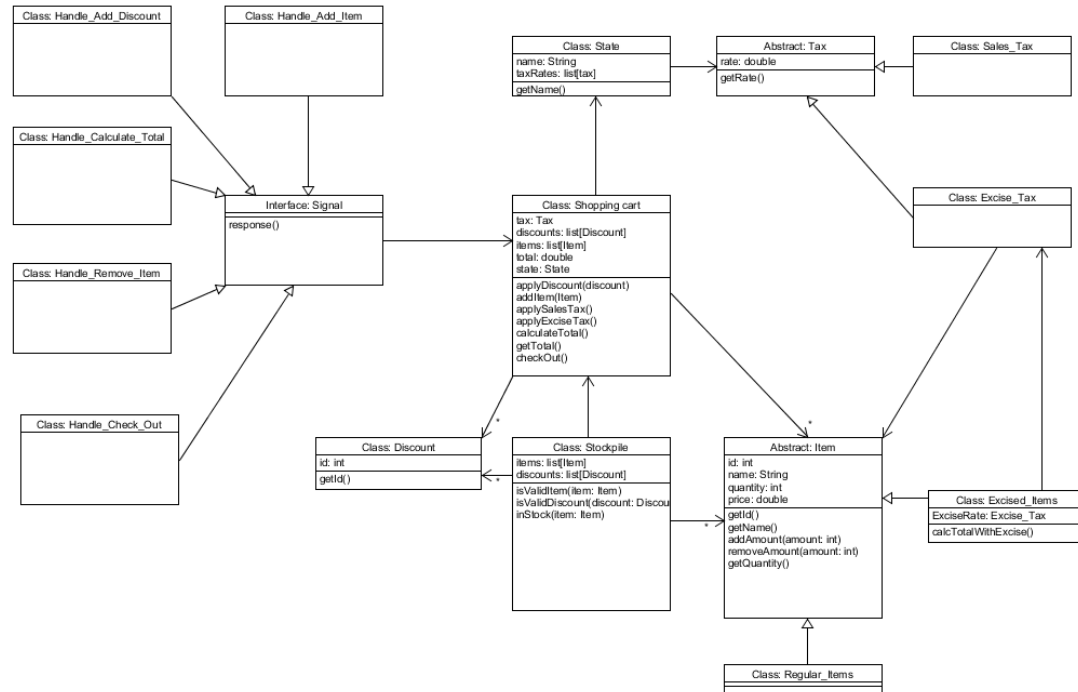 Class: Handle_Add_Discount
Class: Handle_Add_Item
Class: Handle_Calculate_Total
Class: Handle_Remove_Item
Class: Handle_Check_Out
Interface: Signal
response()
Class: State
name: String
taxRates: list[tax]
getName()
Abstract: Tax
rate: double
getRate()
Class: Sales_Tax
Class: Excise_Tax
Class: Shopping cart
tax: Tax
discounts: list[Discount]
items: list[Item]
total: double
state: State
applyDiscount(discount)
addItem(Item)
applySalesTax()
applyExciseTax()
calculateTotal()
getTotal()
checkOut()
*
*
Class: Discount
id: int
getId()
*
Class: Stockpile
items: list[Item]
discounts: list[Discount]
isValidItem(item: Item)
isValidDiscount(discount: Discou
inStock(item: Item)
*
Abstract: Item
id: int
name: String
quantity: int
price: double
getId()
getName()
addAmount(amount: int)
removeAmount(amount: int)
getQuantity()
Class: Excised_Items
ExciseRate: Excise_Tax
calcTotalWithExcise()
Class: Regular_Items